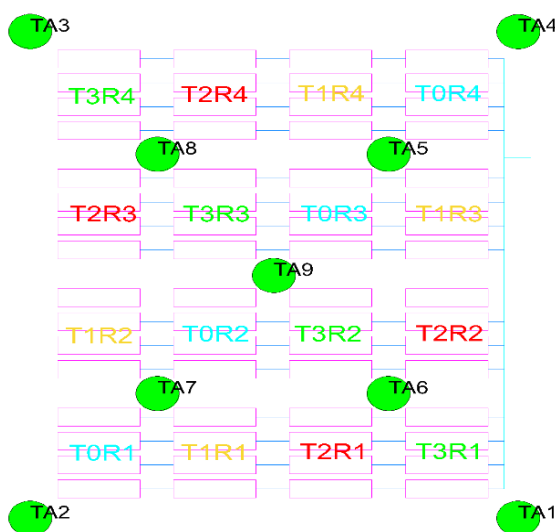 TA3 TA4
T3R4 T2R4 T1R4 T0R4
TA8 TA5
T2R3 T3R3 T0R3 T1R3
TA9
T1R2 T0R2 T3R2 T2R2
TA7 TA6
T0R1 T1R1 T2R1 T3R1
TA2 TA1